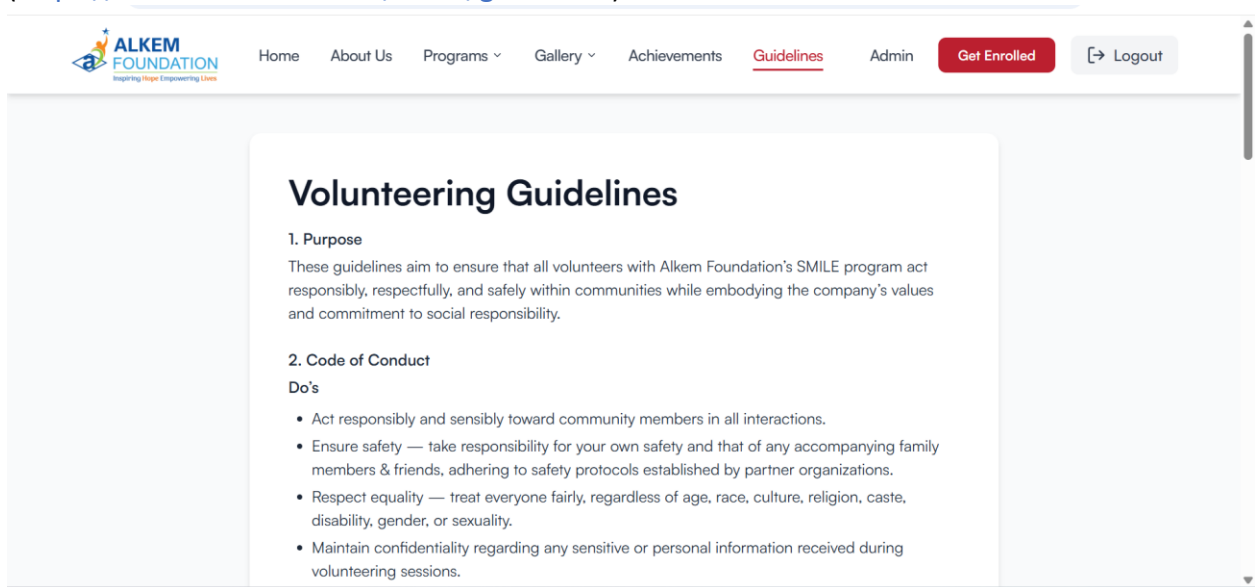 ALKEM
FOUNDATION
Inspiring Hope Empowering Lives
Home About Us Programs Gallery Achievements Guidelines Admin Get Enrolled Logout
Volunteering Guidelines
1. Purpose
These guidelines aim to ensure that all volunteers with Alkem Foundation’s SMILE program act
responsibly, respectfully, and safely within communities while embodying the company’s values
and commitment to social responsibility.
2. Code of Conduct
Do’s
• Act responsibly and sensibly toward community members in all interactions.
• Ensure safety — take responsibility for your own safety and that of any accompanying family
members & friends, adhering to safety protocols established by partner organizations.
• Respect equality — treat everyone fairly, regardless of age, race, culture, religion, caste,
disability, gender, or sexuality.
• Maintain confidentiality regarding any sensitive or personal information received during
volunteering sessions.